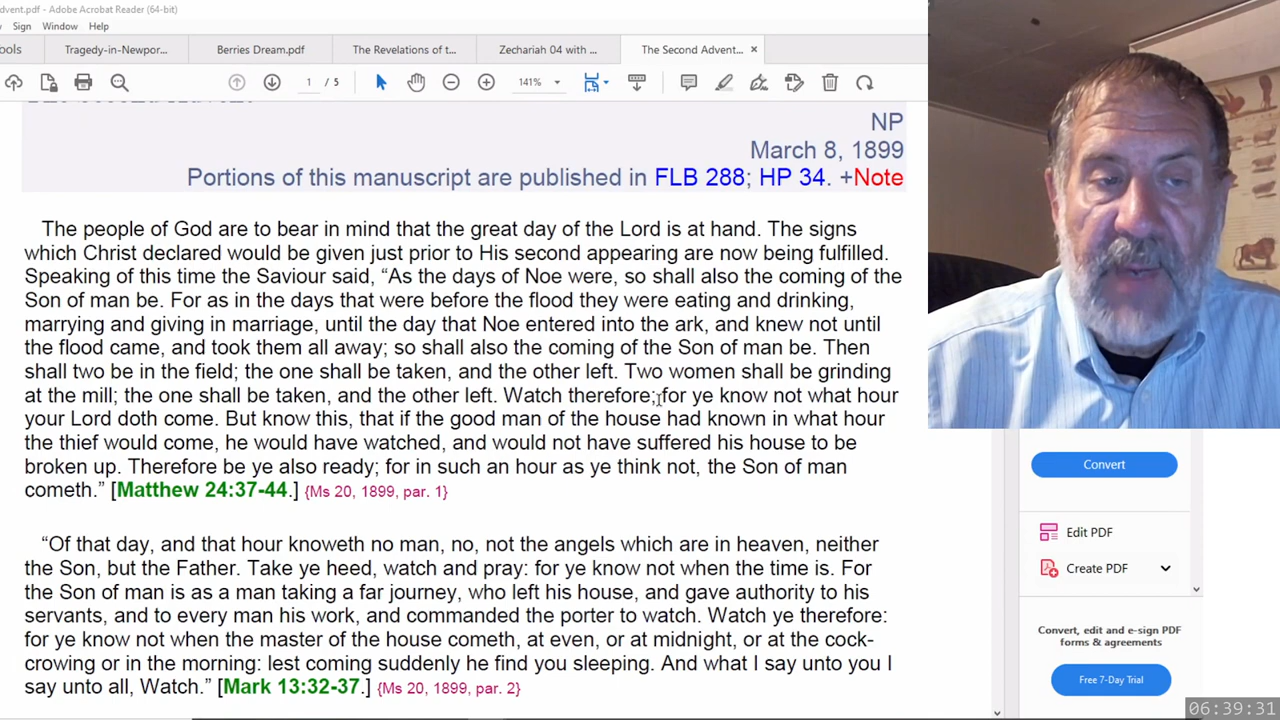 dvent.pdf - Adobe Acrobat Reader (64-bit)
Sign Window Help
ools Tragedy-in-Newpor... Berries Dream.pdf The Revelations of t... Zechariah 04 with ... The Second Advent... ×
1 / 5 141%
NP
March 8, 1899
Portions of this manuscript are published in FLB 288; HP 34. +Note
The people of God are to bear in mind that the great day of the Lord is at hand. The signs
which Christ declared would be given just prior to His second appearing are now being fulfilled.
Speaking of this time the Saviour said, “As the days of Noe were, so shall also the coming of the
Son of man be. For as in the days that were before the flood they were eating and drinking,
marrying and giving in marriage, until the day that Noe entered into the ark, and knew not until
the flood came, and took them all away; so shall also the coming of the Son of man be. Then
shall two be in the field; the one shall be taken, and the other left. Two women shall be grinding
at the mill; the one shall be taken, and the other left. Watch therefore; for ye know not what hour
your Lord doth come. But know this, that if the good man of the house had known in what hour
the thief would come, he would have watched, and would not have suffered his house to be
broken up. Therefore be ye also ready; for in such an hour as ye think not, the Son of man
cometh.” [Matthew 24:37-44.] {Ms 20, 1899, par. 1}
“Of that day, and that hour knoweth no man, no, not the angels which are in heaven, neither
the Son, but the Father. Take ye heed, watch and pray: for ye know not when the time is. For
the Son of man is as a man taking a far journey, who left his house, and gave authority to his
servants, and to every man his work, and commanded the porter to watch. Watch ye therefore:
for ye know not when the master of the house cometh, at even, or at midnight, or at the cock-
crowing or in the morning: lest coming suddenly he find you sleeping. And what I say unto you I
say unto all, Watch.” [Mark 13:32-37.] {Ms 20, 1899, par. 2}
Convert
Edit PDF
Create PDF
Convert, edit and e-sign PDF
forms & agreements
Free 7-Day Trial
06:39:31